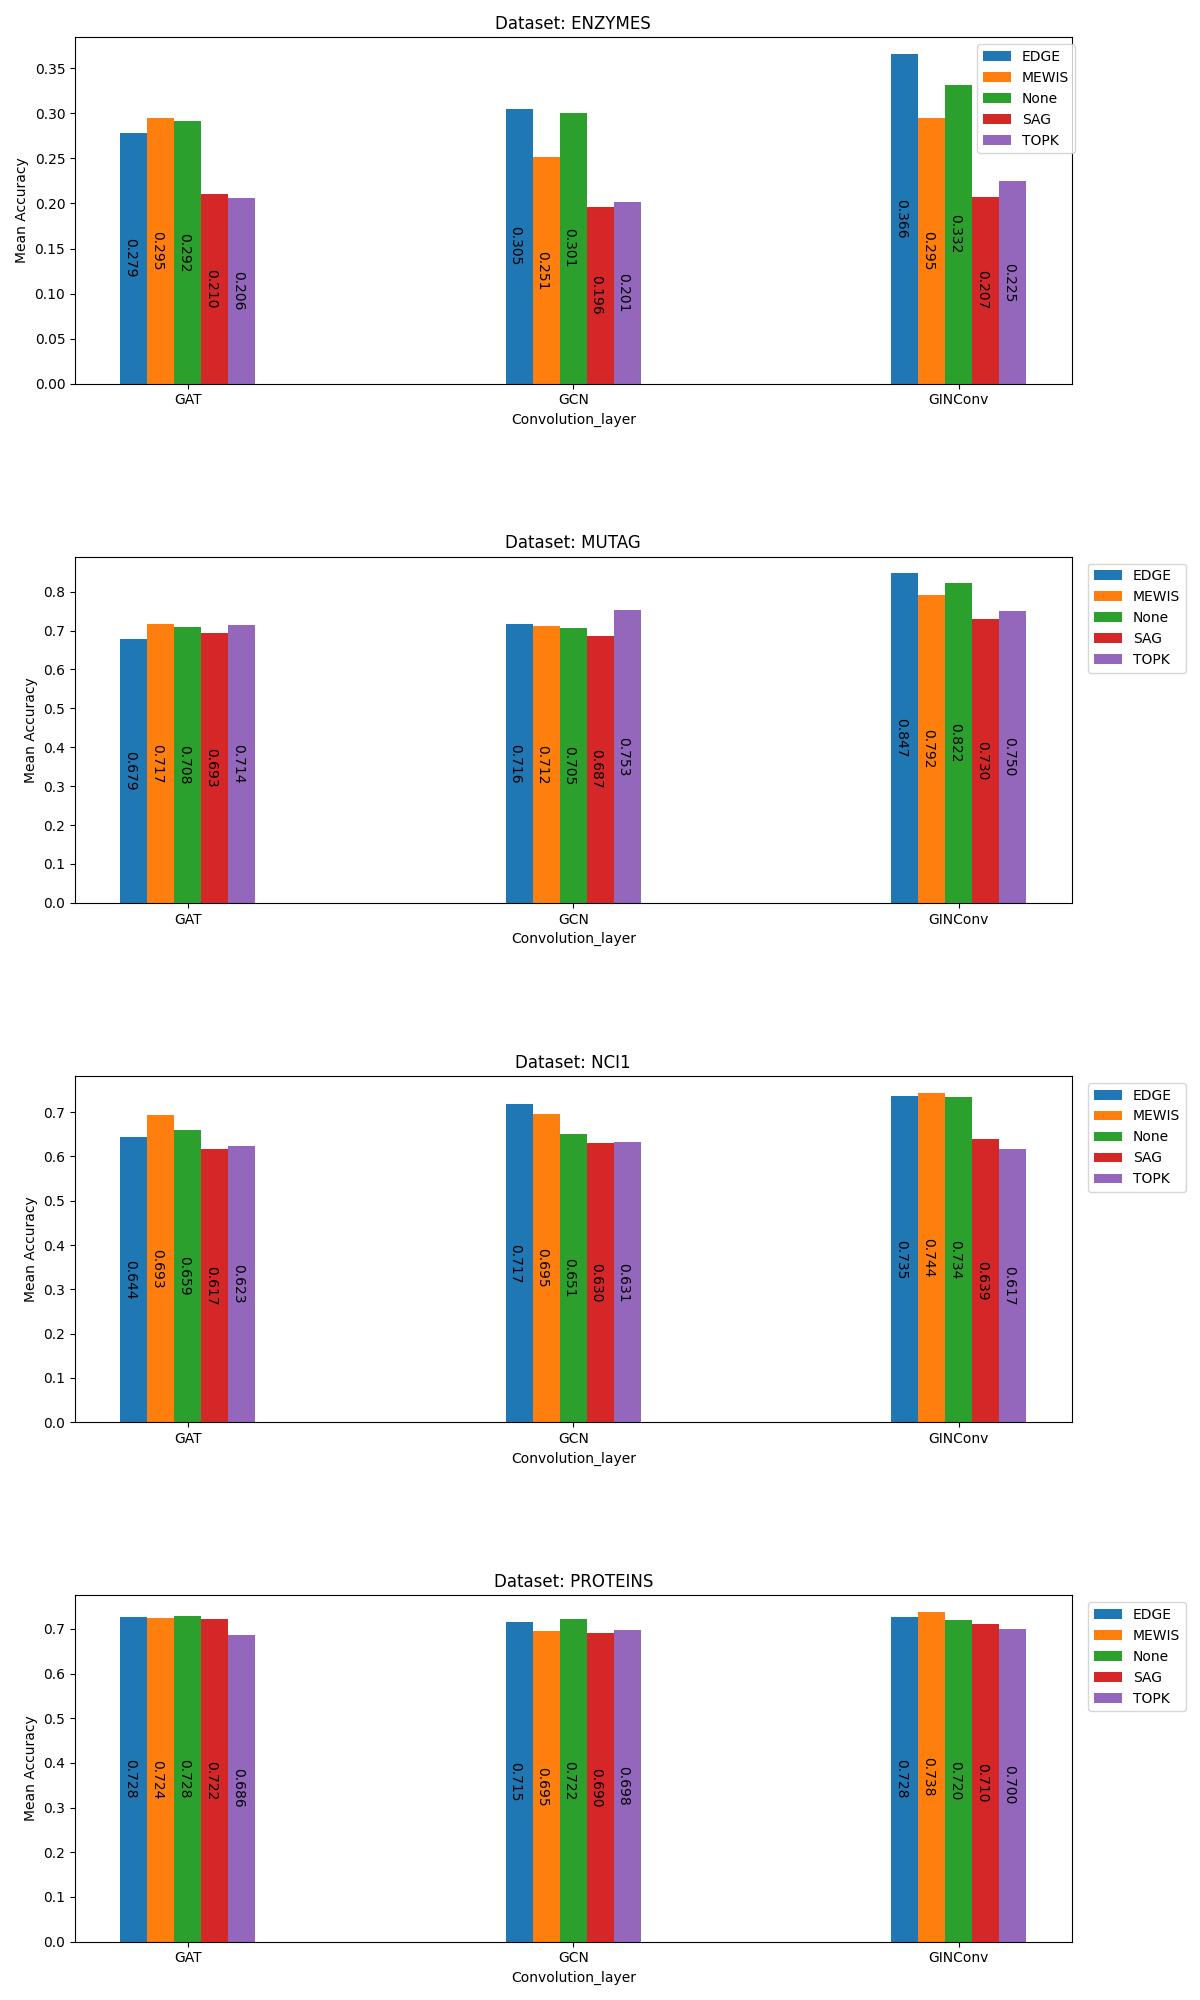 Dataset: ENZYMES
Mean Accuracy
0.35
0.30
0.25
0.20
0.15
0.10
0.05
0.00
0.279
0.295
0.292
0.210
0.206
0.305
0.251
0.301
0.196
0.201
0.366
0.295
0.332
0.207
0.225
EDGE
MEWIS
None
SAG
TOPK
GAT
GCN
GINConv
Convolution_layer
Dataset: MUTAG
Mean Accuracy
0.8
0.7
0.6
0.5
0.4
0.3
0.2
0.1
0.0
0.679
0.717
0.708
0.693
0.714
0.716
0.712
0.705
0.687
0.753
0.847
0.792
0.822
0.730
0.750
EDGE
MEWIS
None
SAG
TOPK
GAT
GCN
GINConv
Convolution_layer
Dataset: NCI1
Mean Accuracy
0.7
0.6
0.5
0.4
0.3
0.2
0.1
0.0
0.644
0.693
0.659
0.617
0.623
0.717
0.695
0.651
0.630
0.631
0.735
0.744
0.734
0.639
0.617
EDGE
MEWIS
None
SAG
TOPK
GAT
GCN
GINConv
Convolution_layer
Dataset: PROTEINS
Mean Accuracy
0.7
0.6
0.5
0.4
0.3
0.2
0.1
0.0
0.728
0.724
0.728
0.722
0.686
0.715
0.695
0.722
0.690
0.698
0.728
0.738
0.720
0.710
0.700
EDGE
MEWIS
None
SAG
TOPK
GAT
GCN
GINConv
Convolution_layer